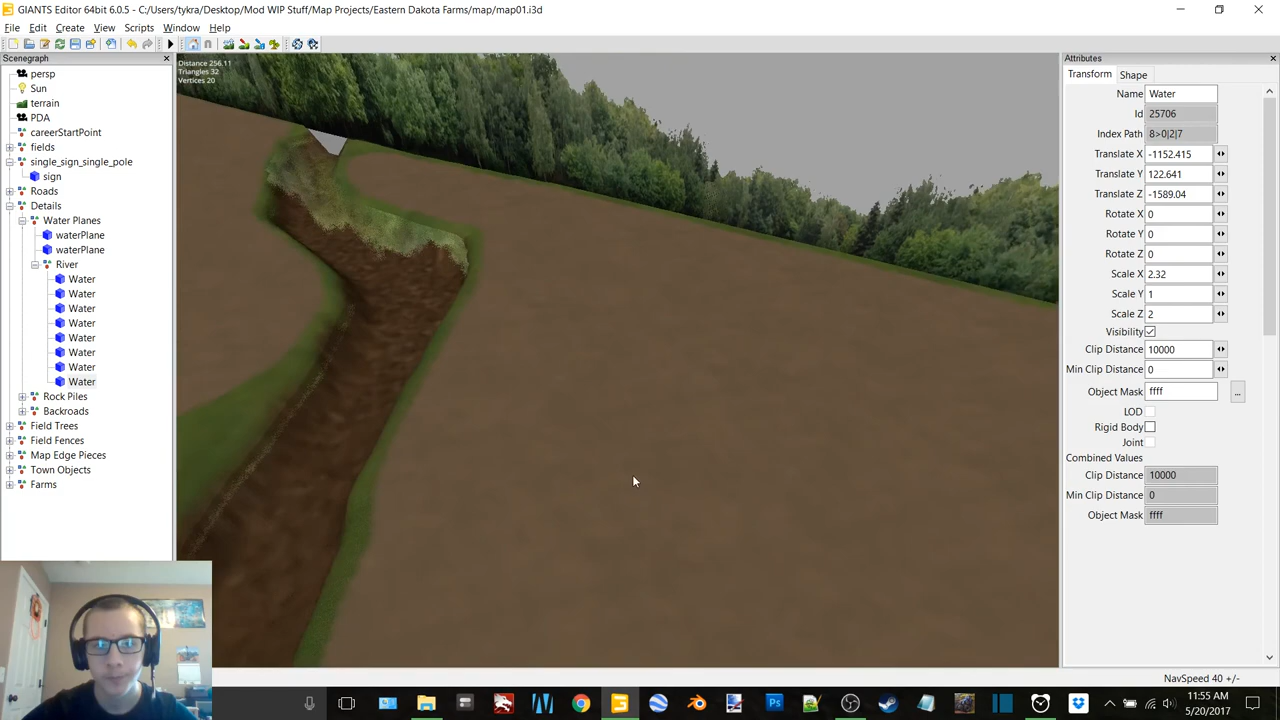 GIANTS Editor 64bit 6.0.5 - C:/Users/tykra/Desktop/Mod WIP Stuff/Map Projects/Eastern Dakota Farms/map/map01.i3d
File Edit Create View Scripts Window Help
Scenegraph
Attributes
Distance 256.11
Triangles 32
Vertices 20
persp
Sun
terrain
PDA
careerStartPoint
fields
single_sign_single_pole
sign
Roads
Details
Water Planes
waterPlane
waterPlane
River
Water
Water
Water
Water
Water
Water
Water
Water
Rock Piles
Backroads
Field Trees
Field Fences
Map Edge Pieces
Town Objects
Farms
Transform Shape
Name Water
Id 25706
Index Path 8>0|2|7
Translate X -1152.415
Translate Y 122.641
Translate Z -1589.04
Rotate X 0
Rotate Y 0
Rotate Z 0
Scale X 2.32
Scale Y 1
Scale Z 2
Visibility
Clip Distance 10000
Min Clip Distance 0
Object Mask ffff ...
LOD
Rigid Body
Joint
Combined Values
Clip Distance 10000
Min Clip Distance 0
Object Mask ffff
NavSpeed 40 +/-
11:55 AM
5/20/2017